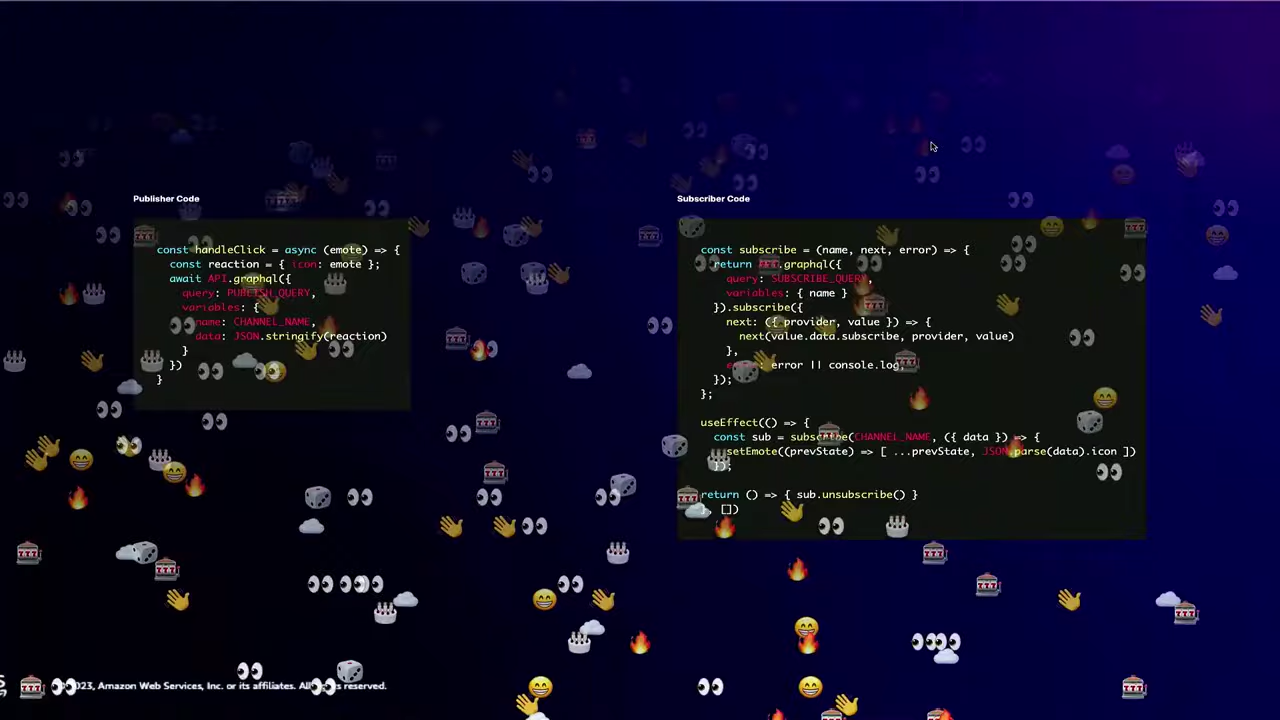 Publisher Code
const handleClick = async (emote) => {
const reaction = { icon: emote };
await API.graphql({
query: PUBLISH_QUERY,
variables: {
name: CHANNEL_NAME,
data: JSON.stringify(reaction)
}
})
}
Subscriber Code
const subscribe = (name, next, error) => {
return API.graphql({
query: SUBSCRIBE_QUERY,
variables: { name }
}).subscribe({
next: ({ provider, value }) => {
next(value.data.subscribe, provider, value)
},
error: error || console.log,
});
};
useEffect(() => {
const sub = subscribe(CHANNEL_NAME, ({ data }) => {
setEmote((prevState) => [ ...prevState, JSON.parse(data).icon ])
});
return () => { sub.unsubscribe() }
}, [])
2023, Amazon Web Services, Inc. or its affiliates. All rights reserved.